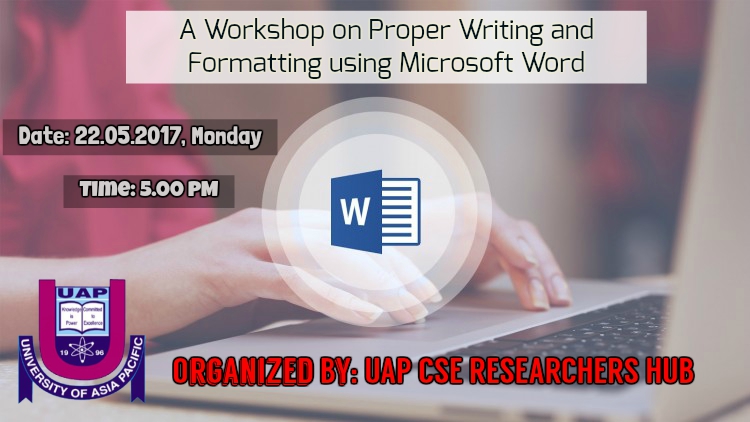 A Workshop on Proper Writing and
Formatting using Microsoft Word
Date: 22.05.2017, Monday
Time: 5.00 PM
W
UAP
Knowledge is Power
Committed to Excellence
19 96
UNIVERSITY OF ASIA PACIFIC
ORGANIZED BY: UAP CSE RESEARCHERS HUB